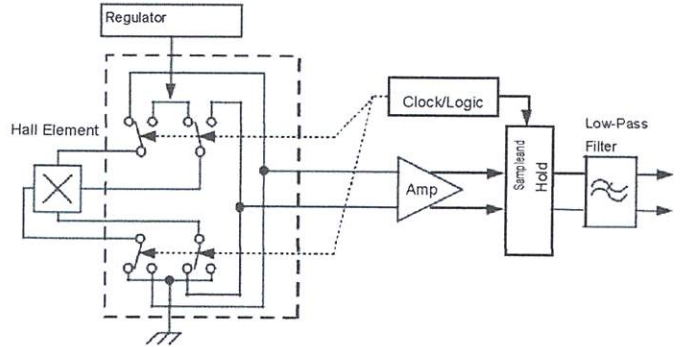 Regulator
Clock/Logic
Hall Element
Low-Pass
Filter
Amp
Sampleand
Hold